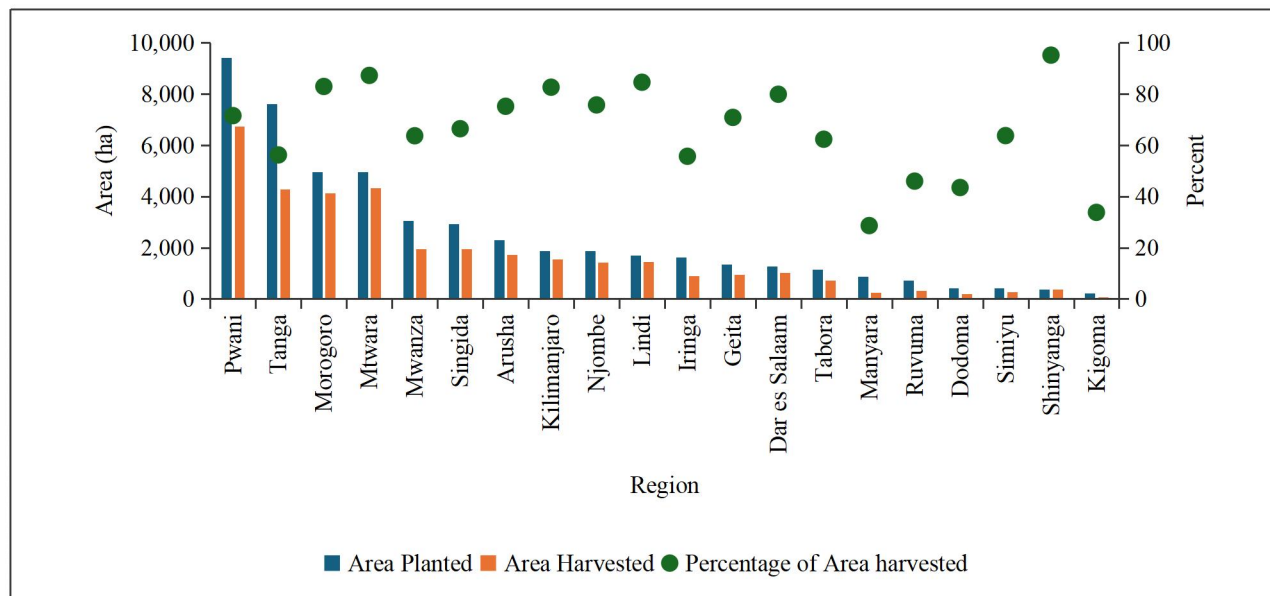 10,000
8,000
6,000
4,000
2,000
0
Area (ha)
100
80
60
40
20
0
Percent
Pwani
Tanga
Morogoro
Mtwara
Mwanza
Singida
Arusha
Kilimanjaro
Njombe
Lindi
Iringa
Geita
Dar es Salaam
Tabora
Manyara
Ruvuma
Dodoma
Simiyu
Shinyanga
Kigoma
Region
Area Planted Area Harvested Percentage of Area harvested